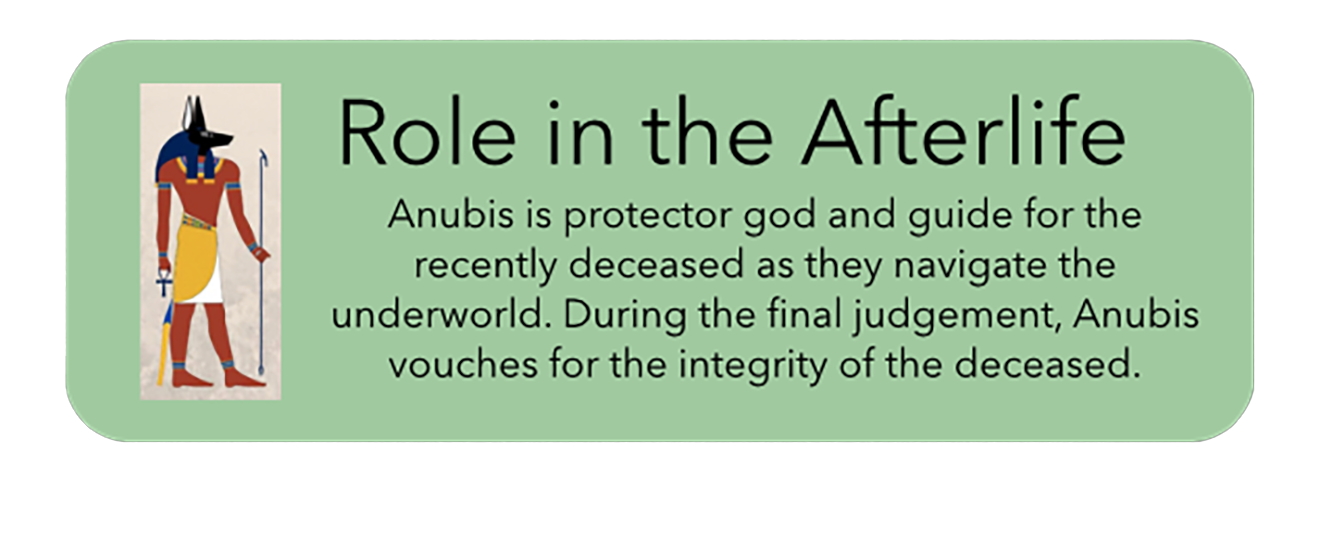 Role in the Afterlife
Anubis is protector god and guide for the
recently deceased as they navigate the
underworld. During the final judgement, Anubis
vouches for the integrity of the deceased.